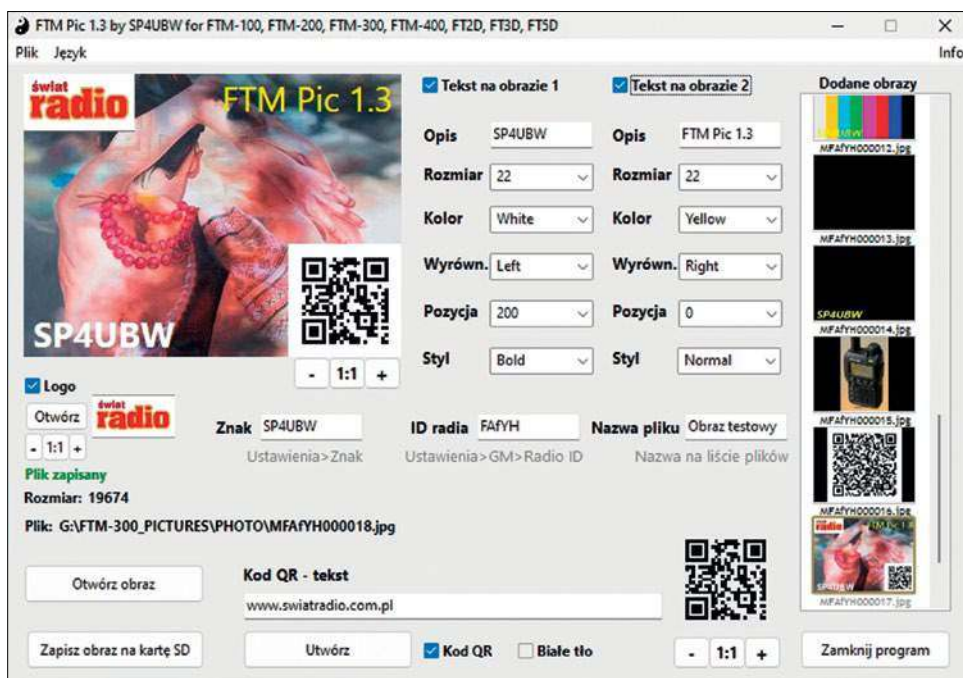 FTM Pic 1.3 by SP4UBW for FTM-100, FTM-200, FTM-300, FTM-400, FT2D, FT3D, FT5D
Plik Język Info
świat
radio
FTM Pic 1.3
SP4UBW
- 1:1 +
Tekst na obrazie 1
Opis SP4UBW
Rozmiar 22
Kolor White
Wyrówn. Left
Pozycja 200
Styl Bold
Tekst na obrazie 2
Opis FTM Pic 1.3
Rozmiar 22
Kolor Yellow
Wyrówn. Right
Pozycja 0
Styl Normal
Dodane obrazy
SP4UBW
MFAfYH000012.jpg
MFAfYH000013.jpg
SP4UBW
MFAfYH000014.jpg
MFAfYH000015.jpg
MFAfYH000016.jpg
radio FTM Pic 1.3
SP4UBW
MFAfYH000017.jpg
Logo
Otwórz
świat
radio
- 1:1 +
Znak SP4UBW
Ustawienia>Znak
ID radia FAfYH
Ustawienia>GM>Radio ID
Nazwa pliku Obraz testowy
Nazwa na liście plików
Plik zapisany
Rozmiar: 19674
Plik: G:\FTM-300_PICTURES\PHOTO\MFAfYH000018.jpg
Otwórz obraz
Kod QR - tekst
www.swiatradio.com.pl
Zapisz obraz na kartę SD
Utwórz
Kod QR
Białe tło
- 1:1 +
Zamknij program